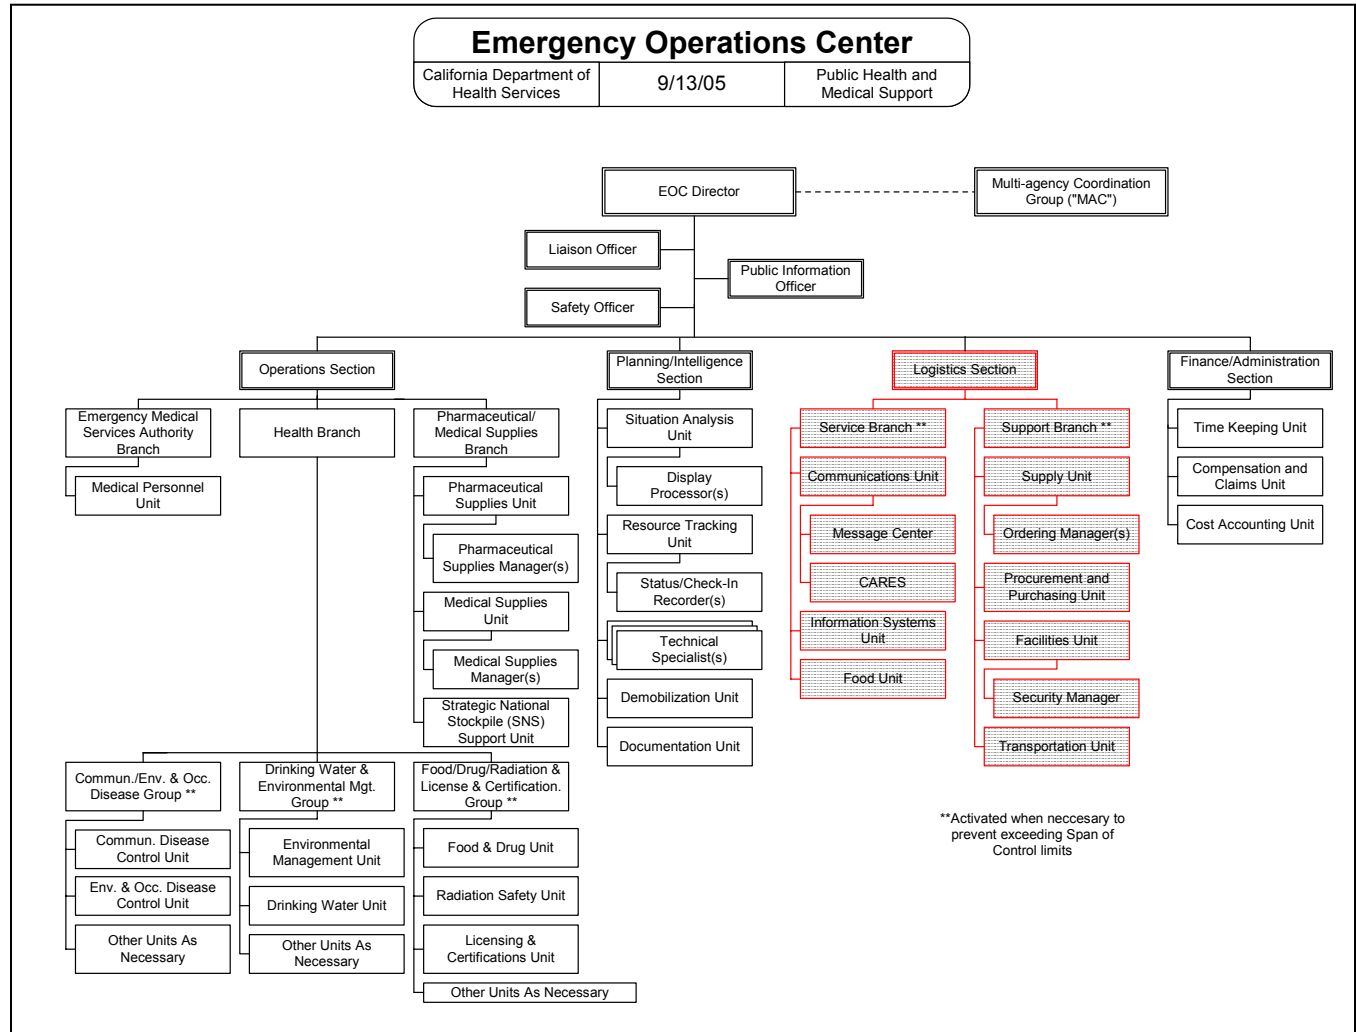 Emergency Operations Center
California Department of
Health Services
9/13/05
Public Health and
Medical Support
EOC Director
Multi-agency Coordination
Group ("MAC")
Liaison Officer
Public Information
Officer
Safety Officer
Operations Section
Planning/Intelligence
Section
Logistics Section
Finance/Administration
Section
Emergency Medical
Services Authority
Branch
Medical Personnel
Unit
Health Branch
Pharmaceutical/
Medical Supplies
Branch
Pharmaceutical
Supplies Unit
Pharmaceutical
Supplies Manager(s)
Medical Supplies
Unit
Medical Supplies
Manager(s)
Strategic National
Stockpile (SNS)
Support Unit
Situation Analysis
Unit
Display
Processor(s)
Resource Tracking
Unit
Status/Check-In
Recorder(s)
Technical
Specialist(s)
Demobilization Unit
Documentation Unit
Service Branch **
Communications Unit
Message Center
CARES
Information Systems
Unit
Food Unit
Support Branch **
Supply Unit
Ordering Manager(s)
Procurement and
Purchasing Unit
Facilities Unit
Security Manager
Transportation Unit
Time Keeping Unit
Compensation and
Claims Unit
Cost Accounting Unit
Commun./Env. & Occ.
Disease Group **
Commun. Disease
Control Unit
Env. & Occ. Disease
Control Unit
Other Units As
Necessary
Drinking Water &
Environmental Mgt.
Group **
Environmental
Management Unit
Drinking Water Unit
Other Units As
Necessary
Food/Drug/Radiation &
License & Certification.
Group **
Food & Drug Unit
Radiation Safety Unit
Licensing &
Certifications Unit
Other Units As Necessary
**Activated when neccesary to
prevent exceeding Span of
Control limits